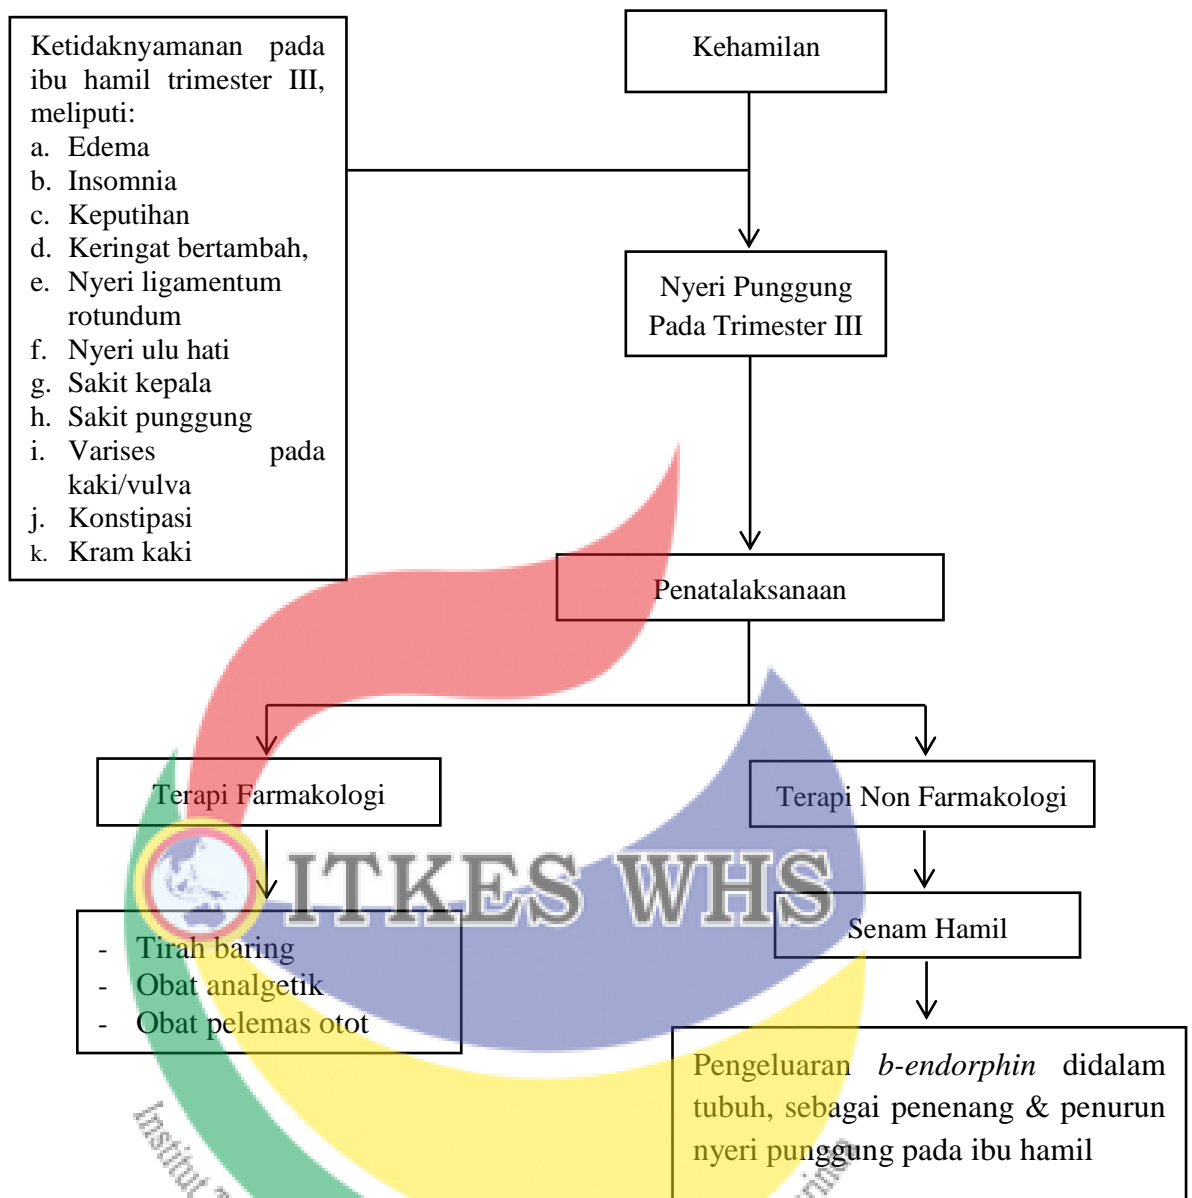 Ketidaknyamanan pada
ibu hamil trimester III,
meliputi:
a. Edema
b. Insomnia
c. Keputihan
d. Keringat bertambah,
e. Nyeri ligamentum
rotundum
f. Nyeri ulu hati
g. Sakit kepala
h. Sakit punggung
i. Varises pada
kaki/vulva
j. Konstipasi
k. Kram kaki
Kehamilan
Nyeri Punggung
Pada Trimester III
Penatalaksanaan
Terapi Farmakologi
Terapi Non Farmakologi
ITKES WHS
- Tirah baring
- Obat analgetik
- Obat pelemas otot
Senam Hamil
Pengeluaran b-endorphin didalam
tubuh, sebagai penenang & penurun
nyeri punggung pada ibu hamil
Institut